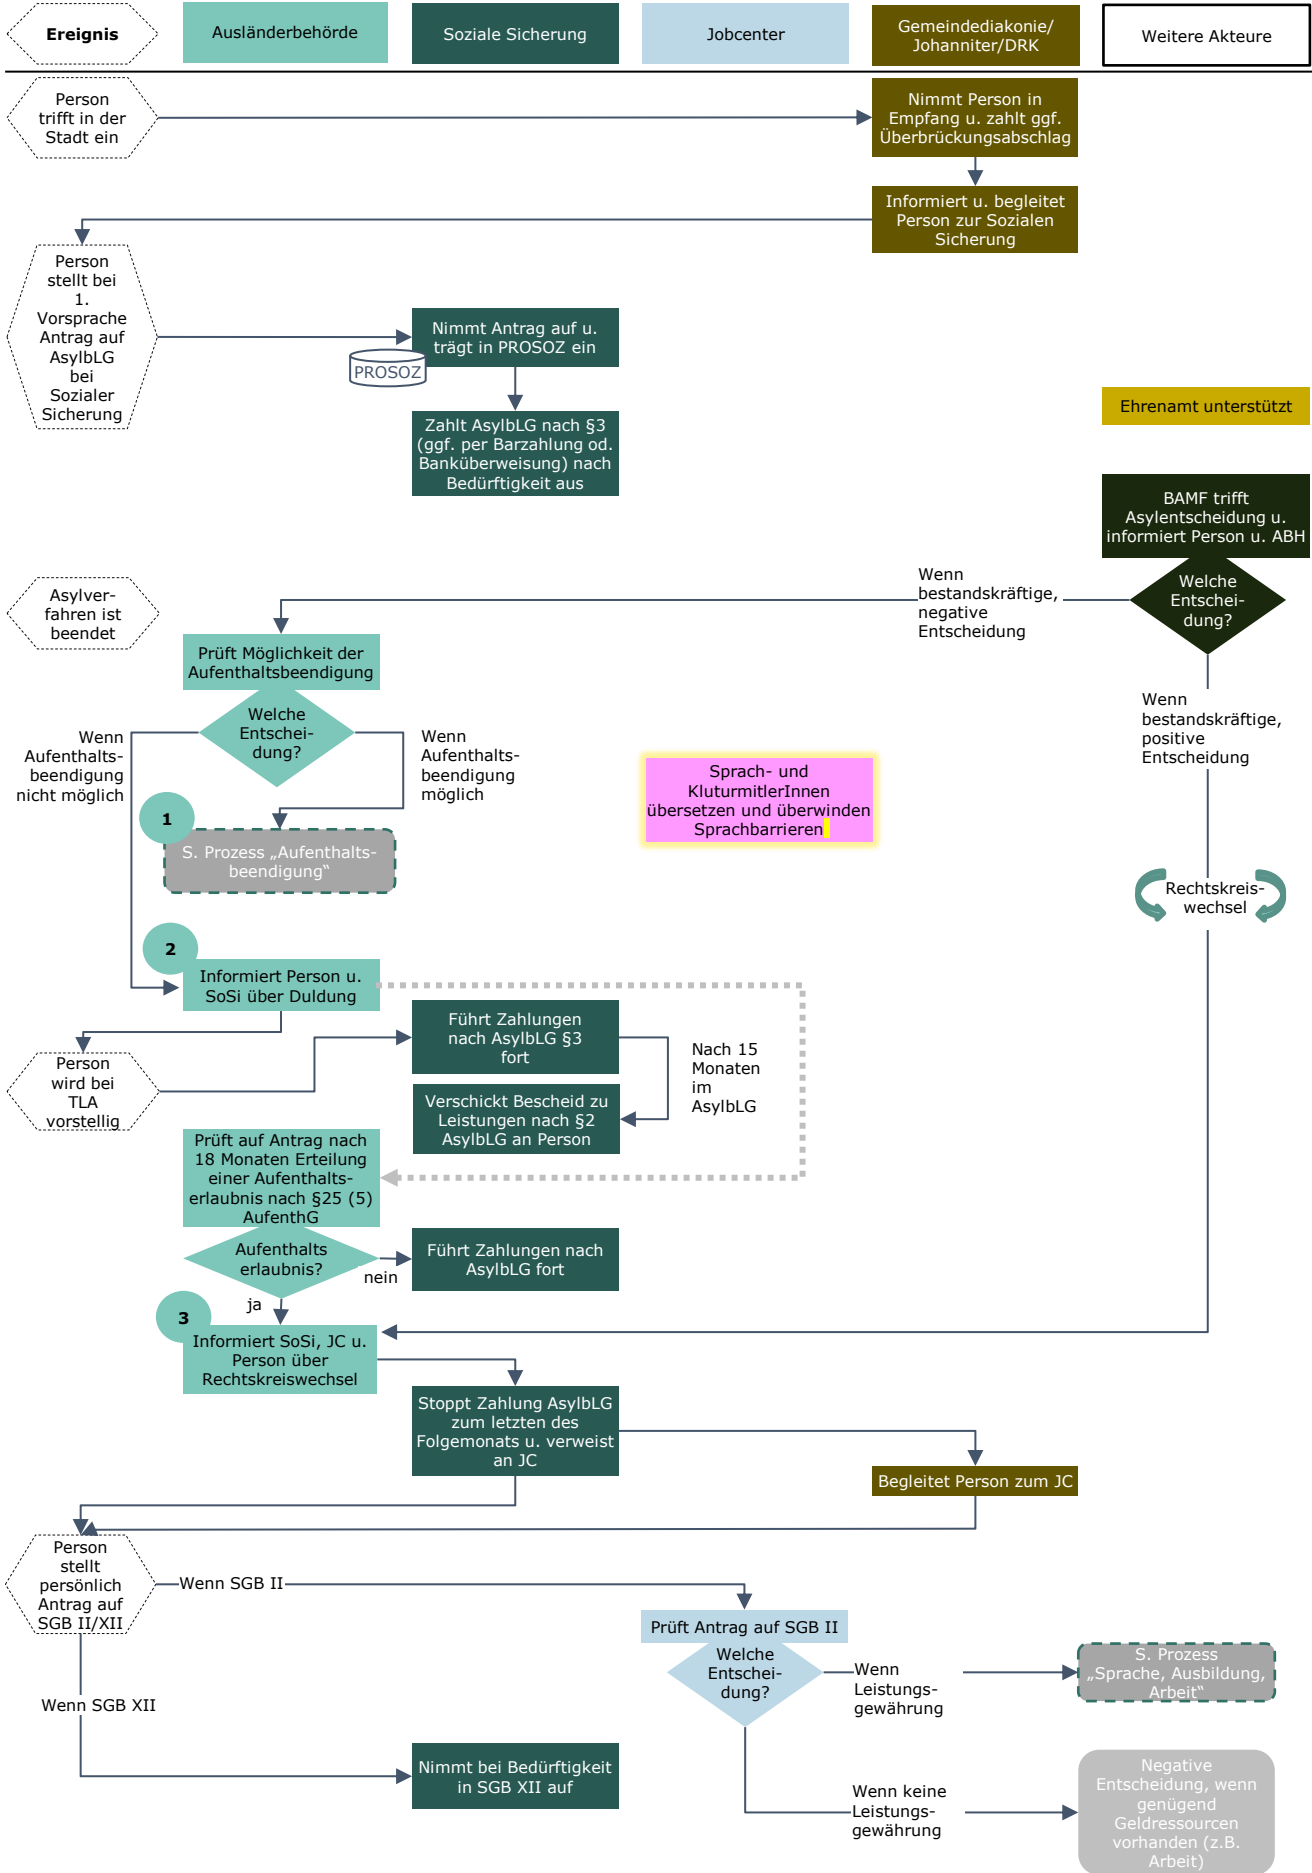 Ereignis
Ausländerbehörde
Soziale Sicherung
Jobcenter
Gemeindediakonie/
Johanniter/DRK
Weitere Akteure
Person
trifft in der
Stadt ein
Nimmt Person in
Empfang u. zahlt ggf.
Überbrückungsabschlag
Informiert u. begleitet
Person zur Sozialen
Sicherung
Person
stellt bei
1.
Vorsprache
Antrag auf
AsylbLG
bei
Sozialer
Sicherung
Nimmt Antrag auf u.
trägt in PROSOZ ein
PROSOZ
Zahlt AsylbLG nach §3
(ggf. per Barzahlung od.
Banküberweisung) nach
Bedürftigkeit aus
Ehrenamt unterstützt
BAMF trifft
Asylentscheidung u.
informiert Person u. ABH
Welche
Entschei-
dung?
Wenn
bestandskräftige,
negative
Entscheidung
Asylver-
fahren ist
beendet
Prüft Möglichkeit der
Aufenthaltsbeendigung
Welche
Entschei-
dung?
Wenn
Aufenthalts-
beendigung
nicht möglich
Wenn
Aufenthalts-
beendigung
möglich
Wenn
bestandskräftige,
positive
Entscheidung
Sprach- und
KluturmitlerInnen
übersetzen und überwinden
Sprachbarrieren
1
S. Prozess „Aufenthalts-
beendigung“
Rechtskreis-
wechsel
2
Informiert Person u.
SoSi über Duldung
Person
wird bei
TLA
vorstellig
Führt Zahlungen
nach AsylbLG §3
fort
Nach 15
Monaten
im
AsylbLG
Verschickt Bescheid zu
Leistungen nach §2
AsylbLG an Person
Prüft auf Antrag nach
18 Monaten Erteilung
einer Aufenthalts-
erlaubnis nach §25 (5)
AufenthG
Aufenthalts
erlaubnis?
nein
Führt Zahlungen nach
AsylbLG fort
ja
3
Informiert SoSi, JC u.
Person über
Rechtskreiswechsel
Stoppt Zahlung AsylbLG
zum letzten des
Folgemonats u. verweist
an JC
Begleitet Person zum JC
Person
stellt
persönlich
Antrag auf
SGB II/XII
Wenn SGB II
Prüft Antrag auf SGB II
Welche
Entschei-
dung?
Wenn
Leistungs-
gewährung
S. Prozess
„Sprache, Ausbildung,
Arbeit“
Wenn SGB XII
Nimmt bei Bedürftigkeit
in SGB XII auf
Wenn keine
Leistungs-
gewährung
Negative
Entscheidung, wenn
genügend
Geldressourcen
vorhanden (z.B.
Arbeit)